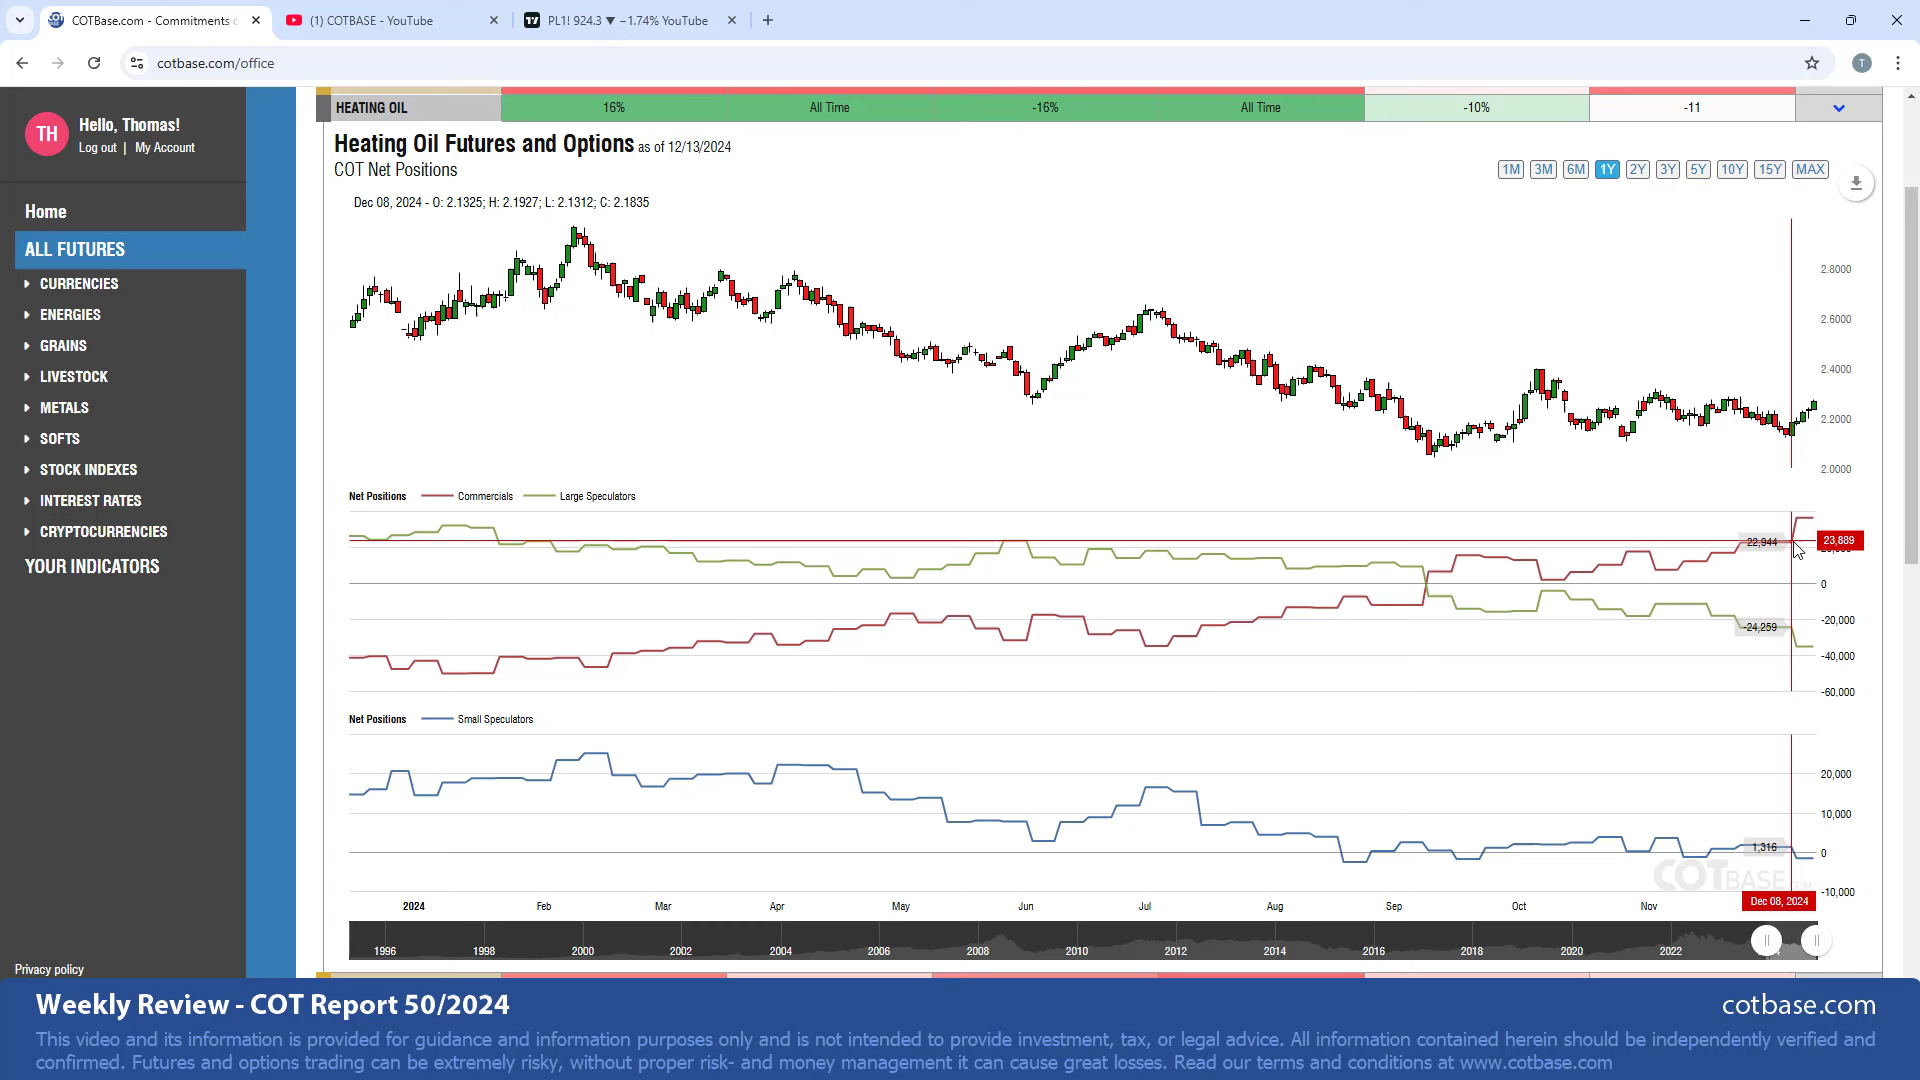 COTBase.com - Commitments o
(1) COTBASE - YouTube
PL1! 924.3 ▼ −1.74% YouTube
cotbase.com/office
T
TH
Hello, Thomas!
Log out | My Account
Home
ALL FUTURES
CURRENCIES
ENERGIES
GRAINS
LIVESTOCK
METALS
SOFTS
STOCK INDEXES
INTEREST RATES
CRYPTOCURRENCIES
YOUR INDICATORS
Privacy policy
HEATING OIL 16% All Time -16% All Time -10% -11
Heating Oil Futures and Options as of 12/13/2024
COT Net Positions
1M 3M 6M 1Y 2Y 3Y 5Y 10Y 15Y MAX
Dec 08, 2024 - O: 2.1325; H: 2.1927; L: 2.1312; C: 2.1835
2.8000
2.6000
2.4000
2.2000
2.0000
Net Positions Commercials Large Speculators
22,944
23,889
0
-20,000
-24,259
-40,000
-60,000
Net Positions Small Speculators
20,000
10,000
1,316
0
COTBASE
-10,000
2024 Feb Mar Apr May Jun Jul Aug Sep Oct Nov Dec 08, 2024
1996 1998 2000 2002 2004 2006 2008 2010 2012 2014 2016 2018 2020 2022
Weekly Review - COT Report 50/2024
cotbase.com
This video and its information is provided for guidance and information purposes only and is not intended to provide investment, tax, or legal advice. All information contained herein should be independently verified and
confirmed. Futures and options trading can be extremely risky, without proper risk- and money management it can cause great losses. Read our terms and conditions at www.cotbase.com